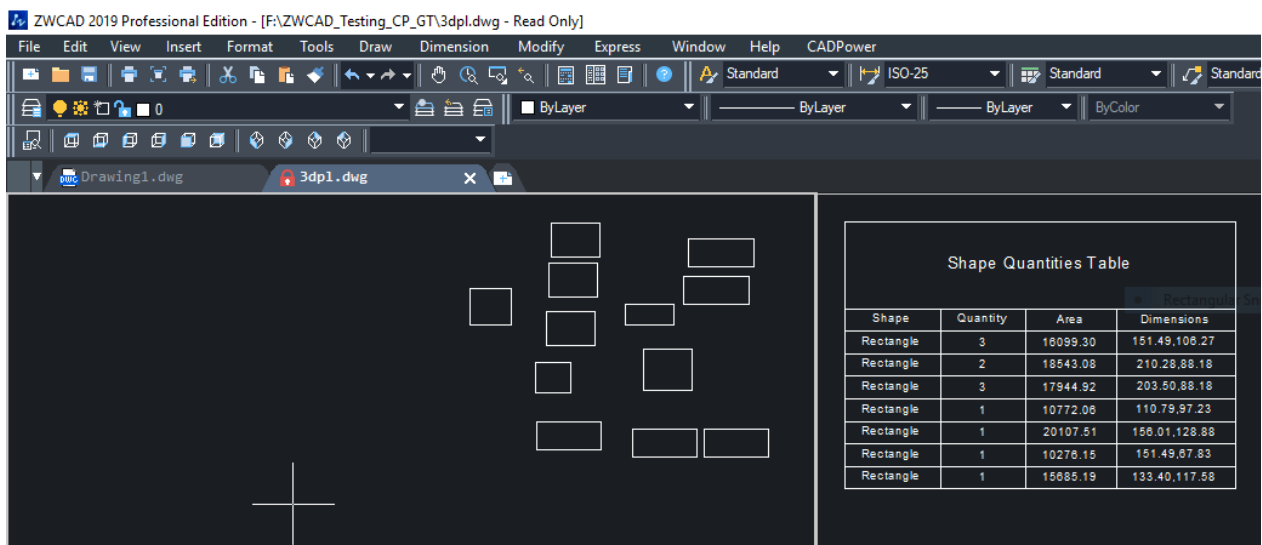 ZWCAD 2019 Professional Edition - [F:\ZWCAD_Testing_CP_GT\3dpl.dwg - Read Only]
File Edit View Insert Format Tools Draw Dimension Modify Express Window Help CADPower
Standard ISO-25 Standard Standard
0 ByLayer ByLayer ByLayer ByColor
Drawing1.dwg 3dpl.dwg
Shape Quantities Table
Rectangular Sn
Shape Quantity Area Dimensions
Rectangle 3 16099.30 151.49,106.27
Rectangle 2 18543.08 210.28,88.18
Rectangle 3 17944.92 203.50,88.18
Rectangle 1 10772.06 110.79,97.23
Rectangle 1 20107.51 156.01,128.88
Rectangle 1 10276.15 151.49,67.83
Rectangle 1 15685.19 133.40,117.58